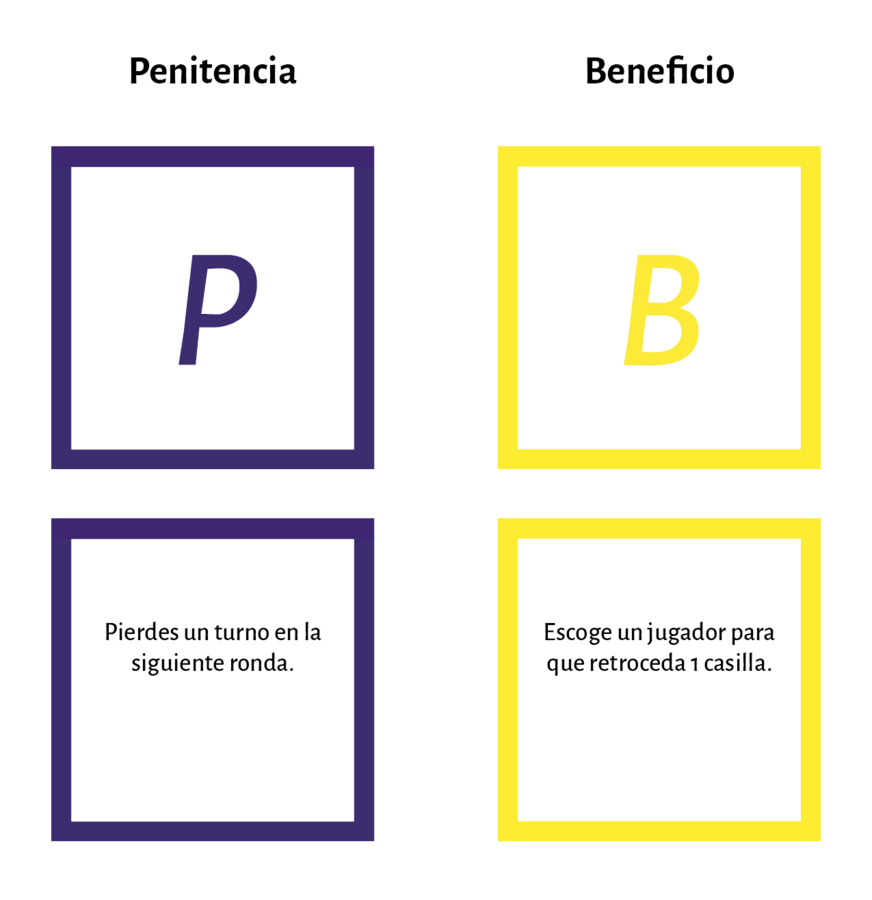 Penitencia
Beneficio
P
B
Pierdes un turno en la
siguiente ronda.
Escoge un jugador para
que retroceda 1 casilla.